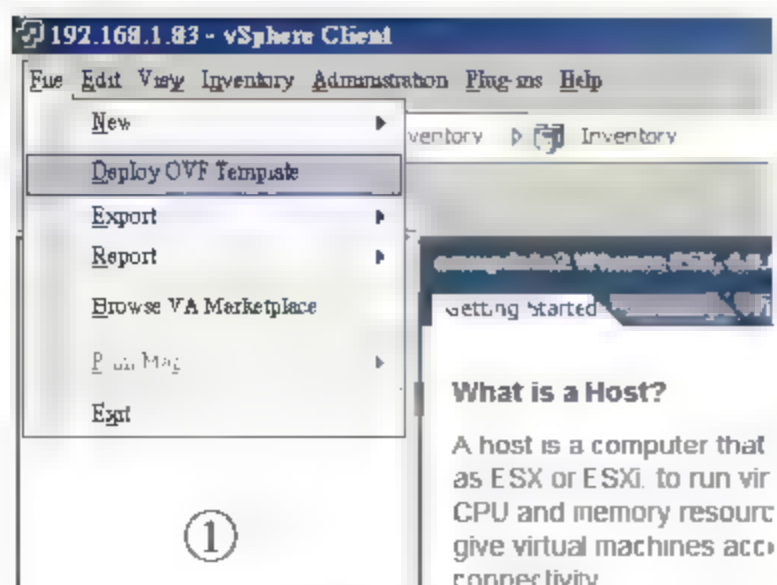 192.168.1.83 - vSphere Client
File Edit View Inventory Administration Plug-ins Help
New
ventory Inventory
Deploy OVF Template
Export
Report
Browse VA Marketplace
Getting Started
Exit
What is a Host?
A host is a computer that
as ESX or ESXi, to run vir
CPU and memory resourc
give virtual machines acc
connectivity
①